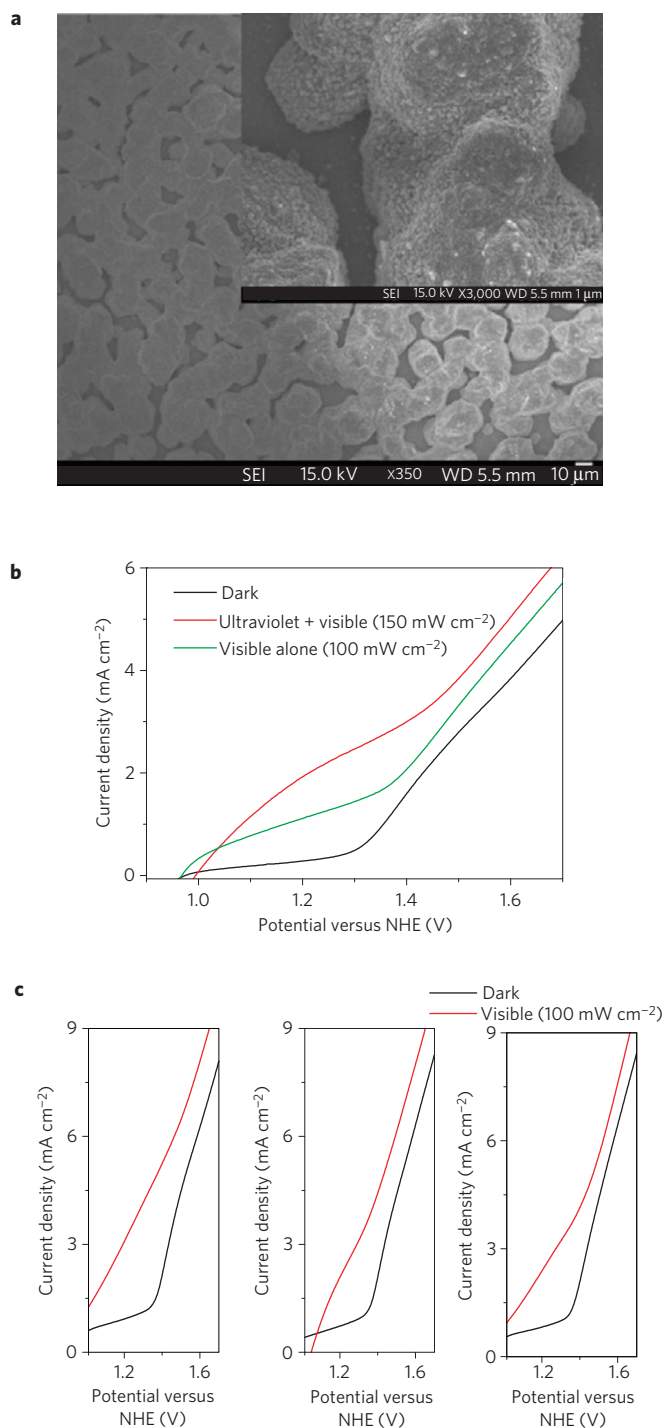 a
SEI 15.0 kV X3,000 WD 5.5 mm 1 μm
SEI 15.0 kV x350 WD 5.5 mm 10 μm
b
6
4
2
0
Current density (mA cm⁻²)
Dark
Ultraviolet + visible (150 mW cm⁻²)
Visible alone (100 mW cm⁻²)
1.0 1.2 1.4 1.6
Potential versus NHE (V)
c
Dark
Visible (100 mW cm⁻²)
9
6
3
0
Current density (mA cm⁻²)
1.2 1.6
Potential versus
NHE (V)
9
6
3
0
Current density (mA cm⁻²)
1.2 1.6
Potential versus
NHE (V)
9
6
3
0
Current density (mA cm⁻²)
1.2 1.6
Potential versus
NHE (V)